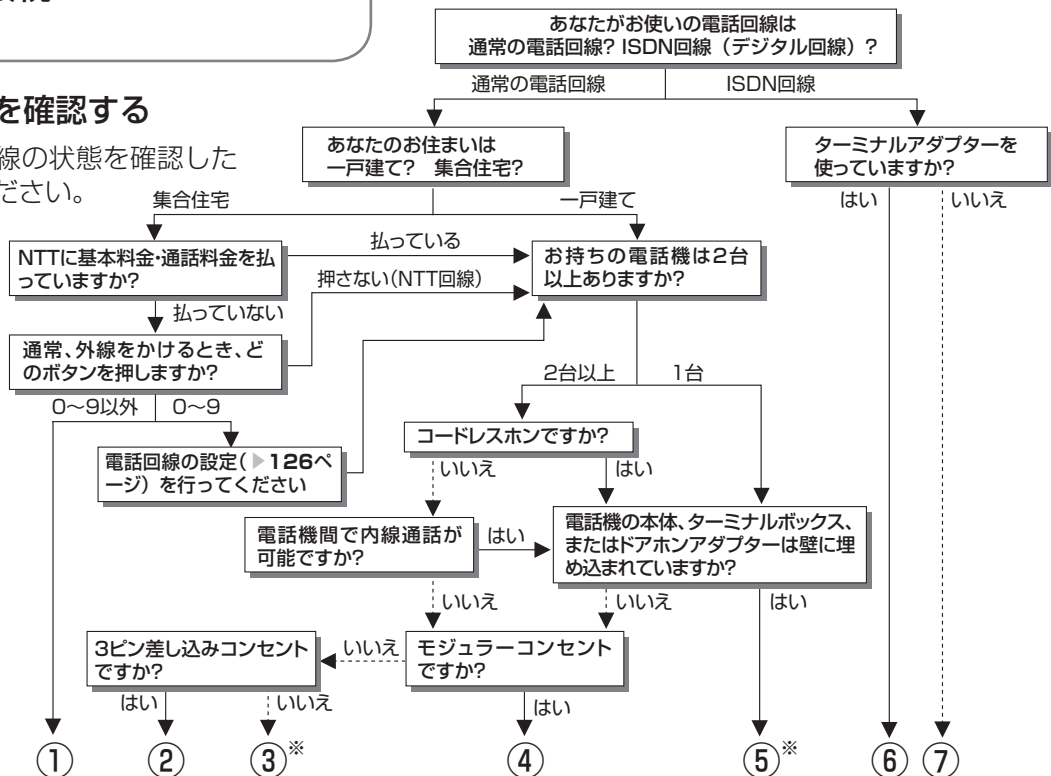 あなたがお使いの電話回線は
通常の電話回線? ISDN回線（デジタル回線）?
通常の電話回線
ISDN回線
を確認する
線の状態を確認した
ださい。
あなたのお住まいは
一戸建て?　集合住宅?
ターミナルアダプターを
使っていますか?
集合住宅
一戸建て
はい
いいえ
NTTに基本料金・通話料金を払
っていますか?
払っている
お持ちの電話機は2台
以上ありますか?
押さない（NTT回線）
払っていない
通常、外線をかけるとき、ど
のボタンを押しますか?
2台以上
1台
0～9以外
0～9
コードレスホンですか?
電話回線の設定(▶126ペ
ージ）を行ってください
いいえ
はい
電話機間で内線通話が
可能ですか?
はい
電話機の本体、ターミナルボックス、
またはドアホンアダプターは壁に埋
め込まれていますか?
いいえ
いいえ
はい
3ピン差し込みコンセント
ですか?
いいえ
モジュラーコンセント
ですか?
はい
いいえ
はい
①
②
③※
④
⑤※
⑥
⑦